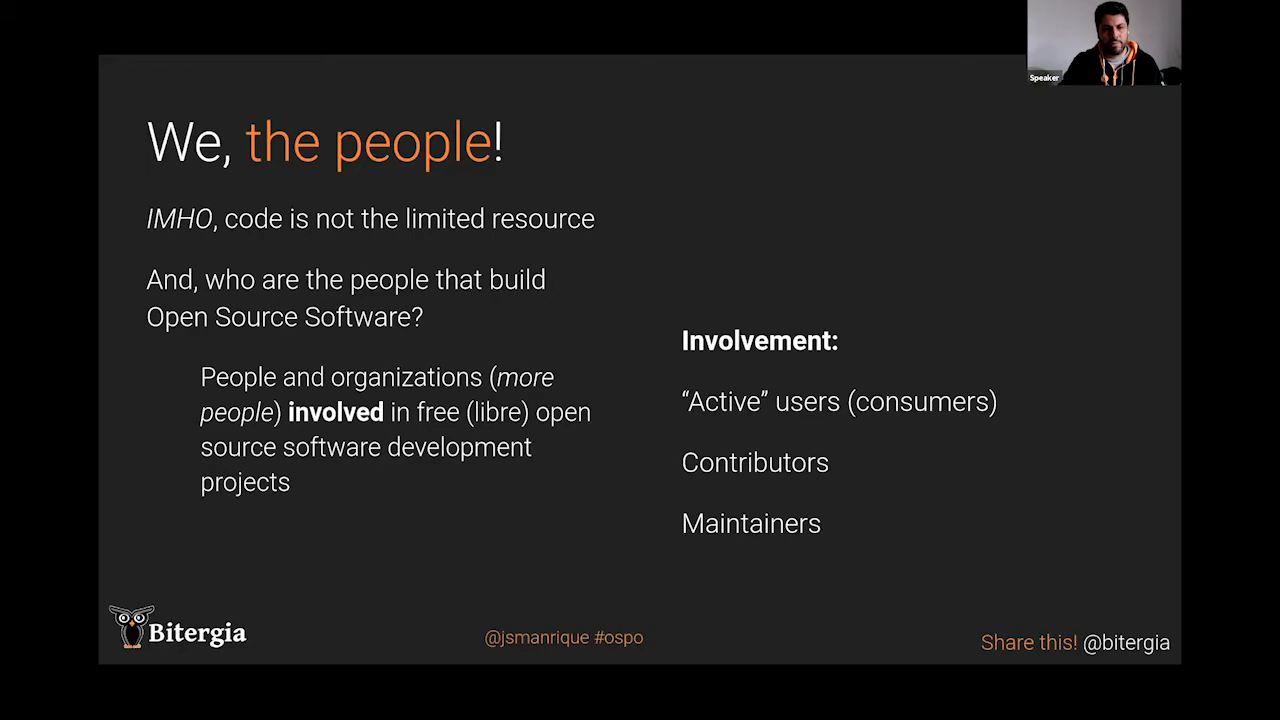 Speaker
We, the people!
IMHO, code is not the limited resource
And, who are the people that build
Open Source Software?
People and organizations (more
people) involved in free (libre) open
source software development
projects
Involvement:
“Active” users (consumers)
Contributors
Maintainers
Bitergia
@jsmanrique #ospo
Share this! @bitergia